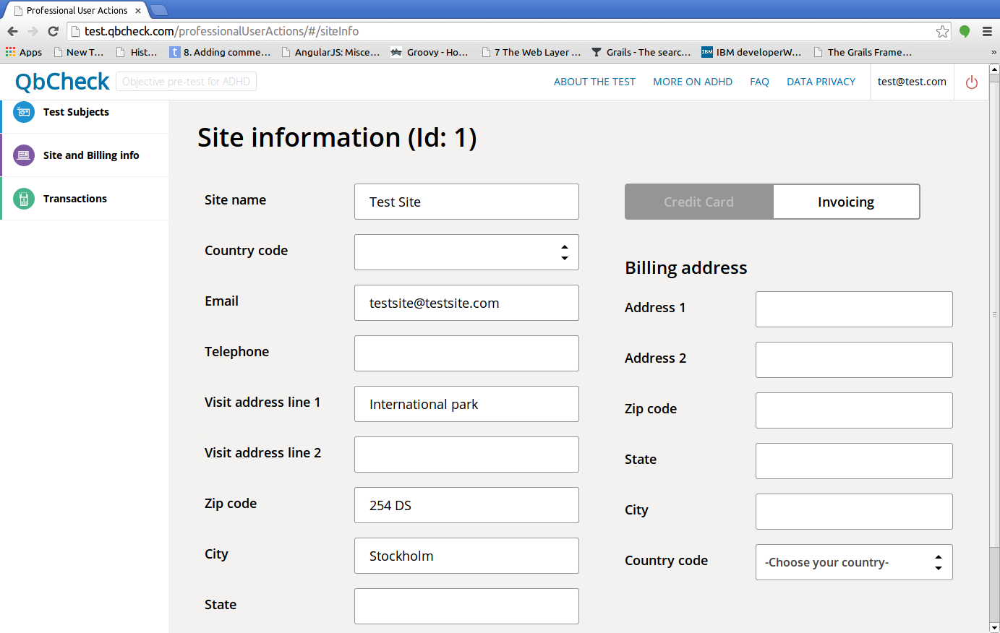 Professional User Actions
test.qbcheck.com/professionalUserActions/#/siteInfo
Apps New T... Hist... t 8. Adding comme... AngularJS: Misce... Groovy - Ho... 7 The Web Layer ... Grails - The searc... IBM IBM developerW... The Grails Frame... »
QbCheck Objective pre-test for ADHD ABOUT THE TEST MORE ON ADHD FAQ DATA PRIVACY test@test.com
Test Subjects
Site and Billing info
Transactions
Site information (Id: 1)
Site name Test Site
Country code
Email testsite@testsite.com
Telephone
Visit address line 1 International park
Visit address line 2
Zip code 254 DS
City Stockholm
State
Credit Card Invoicing
Billing address
Address 1
Address 2
Zip code
State
City
Country code -Choose your country-